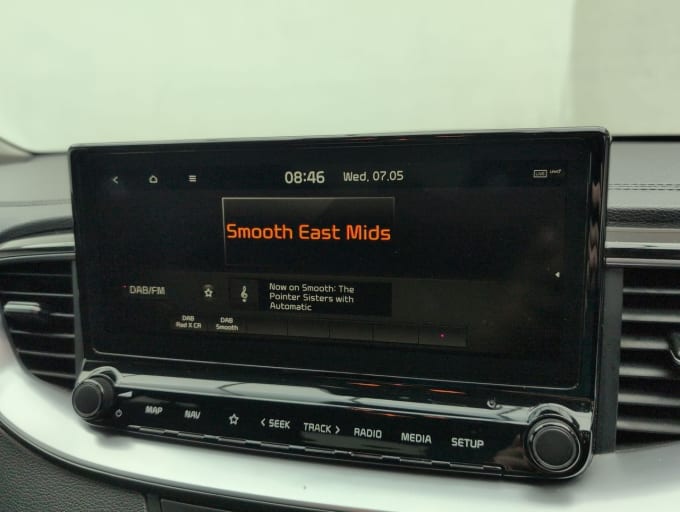 08:46 Wed, 07.05
LIVE
Smooth East Mids
DAB/FM
Now on Smooth: The
Pointer Sisters with
Automatic
DAB
Rad X CR
DAB
Smooth
MAP NAV < SEEK TRACK > RADIO MEDIA SETUP